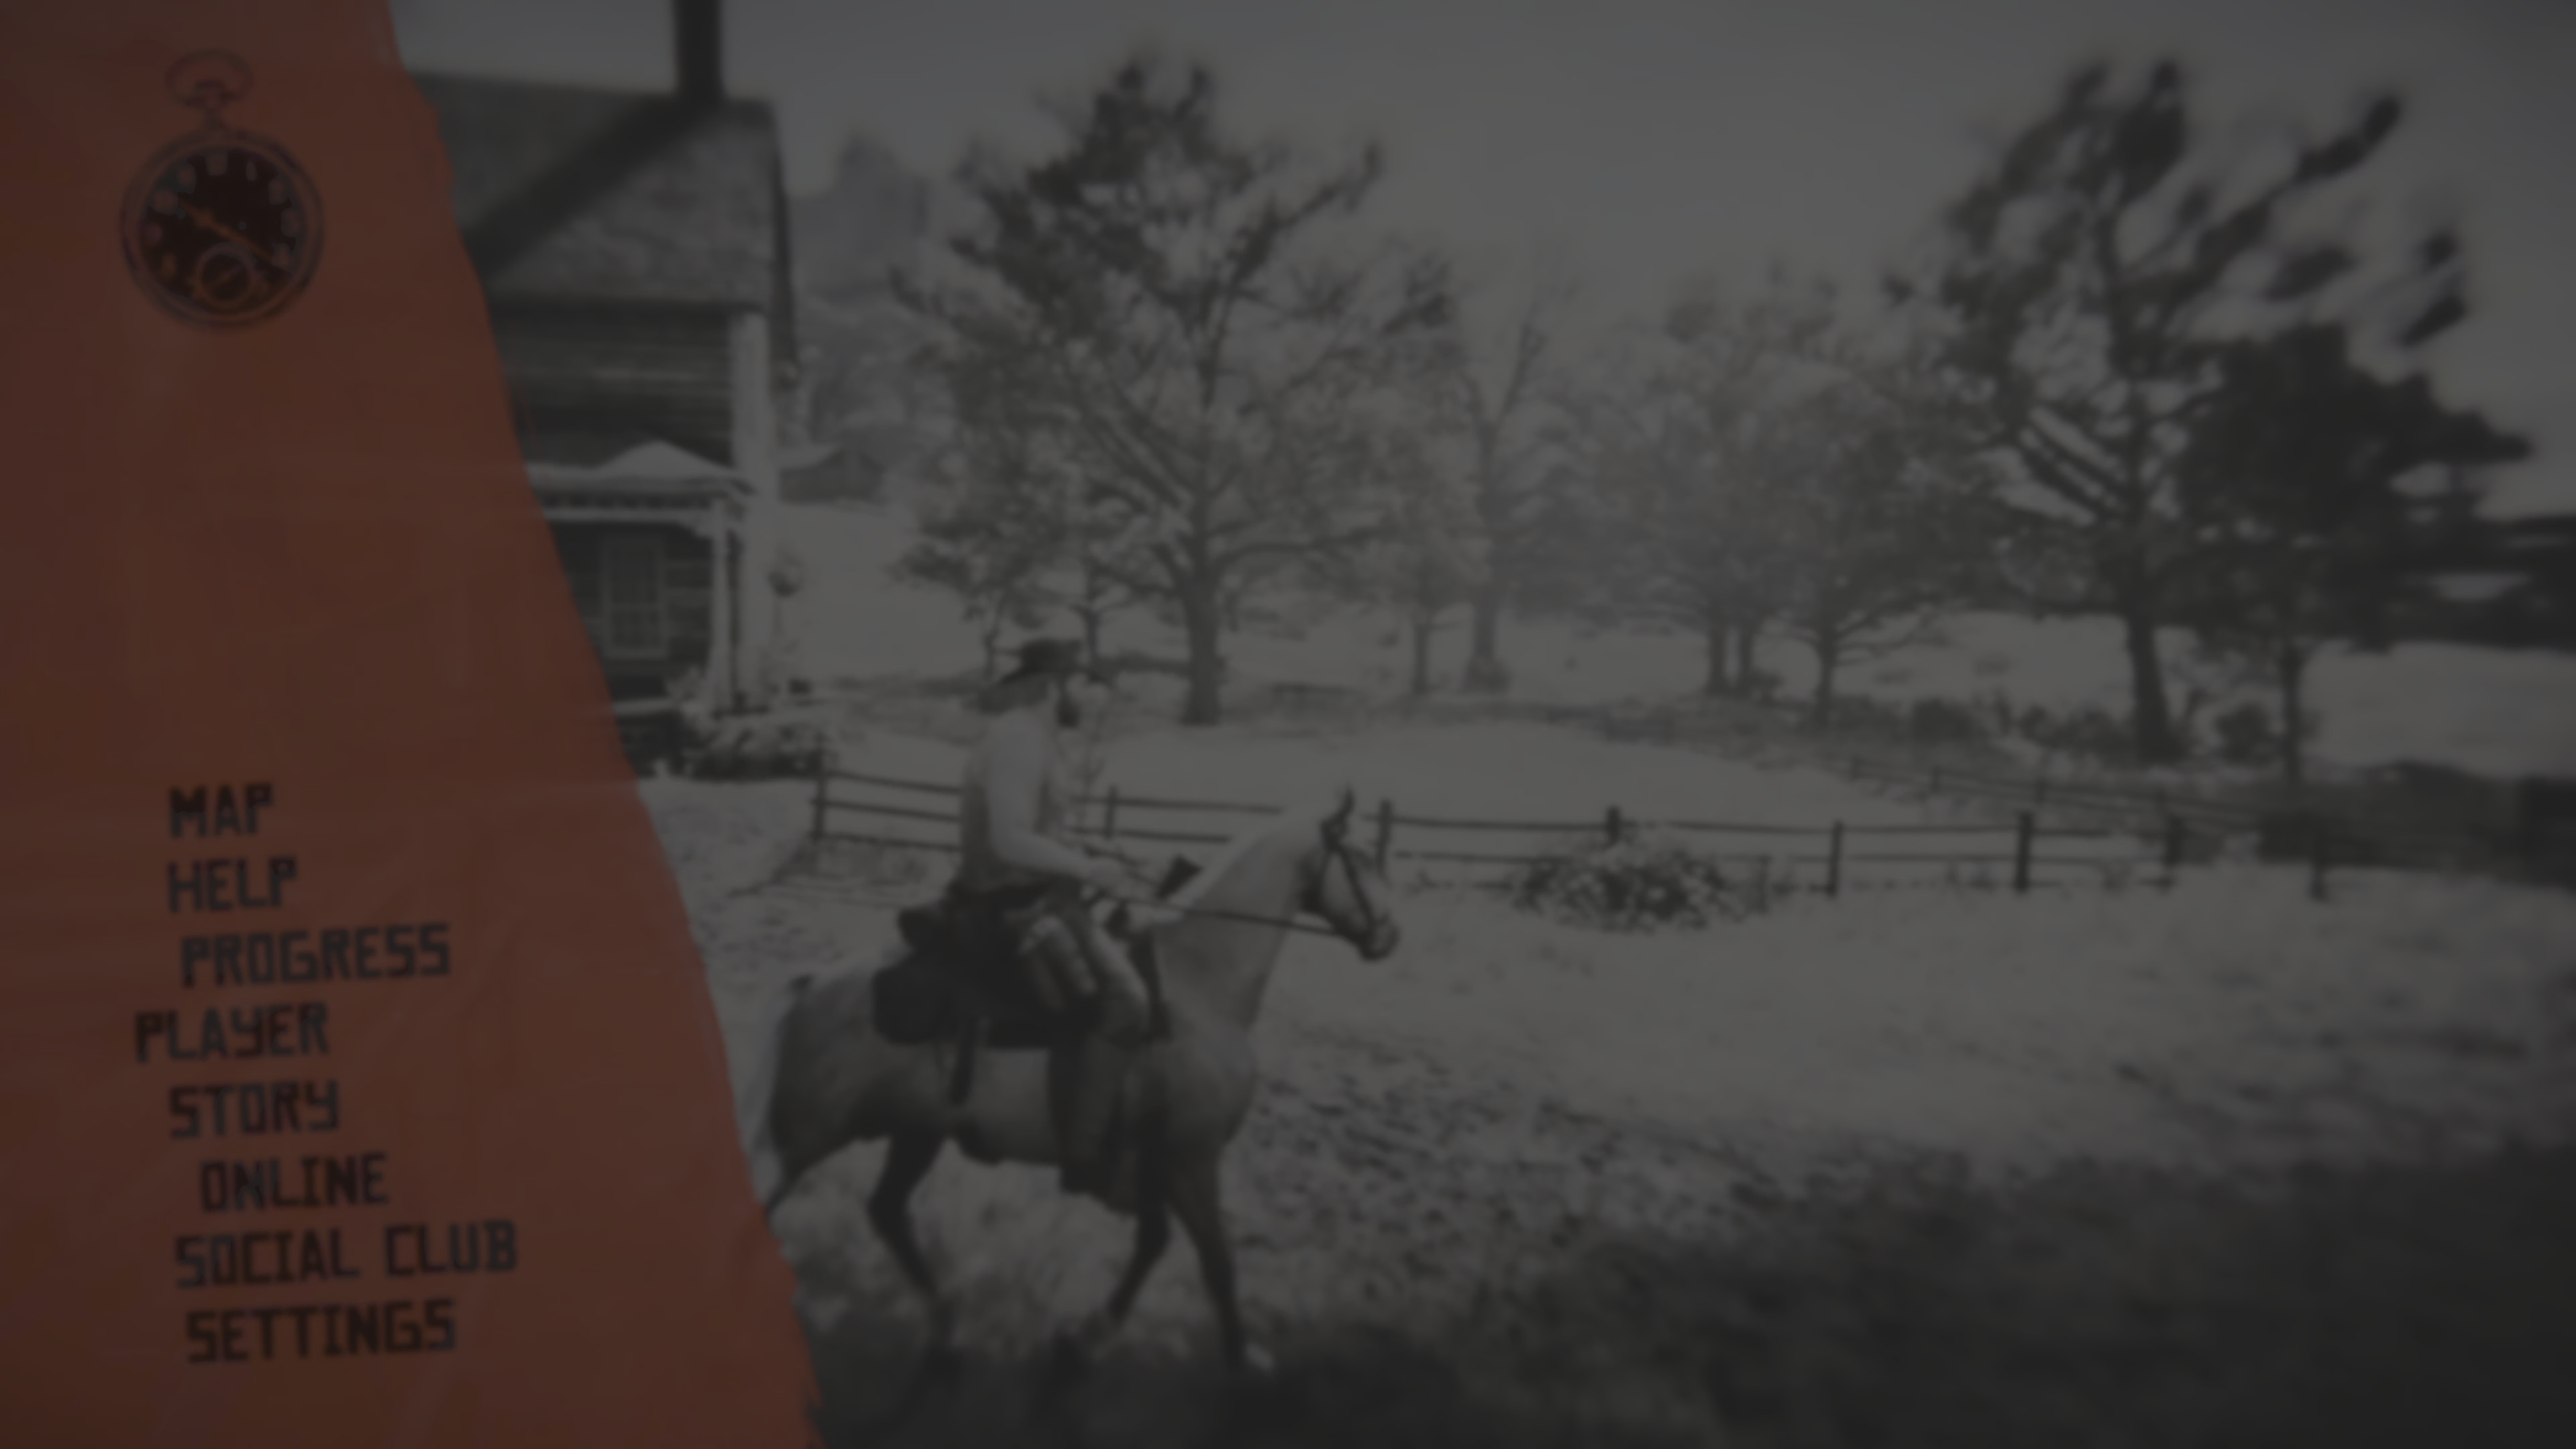 MAP
HELP
PROGRESS
PLAYER
STORY
ONLINE
SOCIAL CLUB
SETTINGS